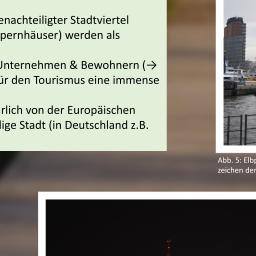 enachteiligter Stadtviertel
pernhäuser) werden als
Unternehmen & Bewohnern (→
ür den Tourismus eine immense
rlich von der Europäischen
lige Stadt (in Deutschland z.B.
Abb. 5: Elbp
zeichen der